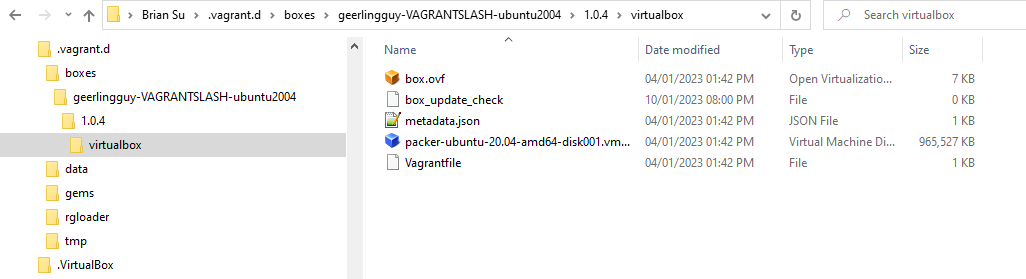 Brian Su > .vagrant.d > boxes > geerlingguy-VAGRANTSLASH-ubuntu2004 > 1.0.4 > virtualbox
Search virtualbox
.vagrant.d
boxes
geerlingguy-VAGRANTSLASH-ubuntu2004
1.0.4
virtualbox
data
gems
rgloader
tmp
.VirtualBox
Name Date modified Type Size
box.ovf 04/01/2023 01:42 PM Open Virtualizatio... 7 KB
box_update_check 10/01/2023 08:00 PM File 0 KB
metadata.json 04/01/2023 01:42 PM JSON File 1 KB
packer-ubuntu-20.04-amd64-disk001.vm... 04/01/2023 01:42 PM Virtual Machine Di... 965,527 KB
Vagrantfile 04/01/2023 01:42 PM File 1 KB